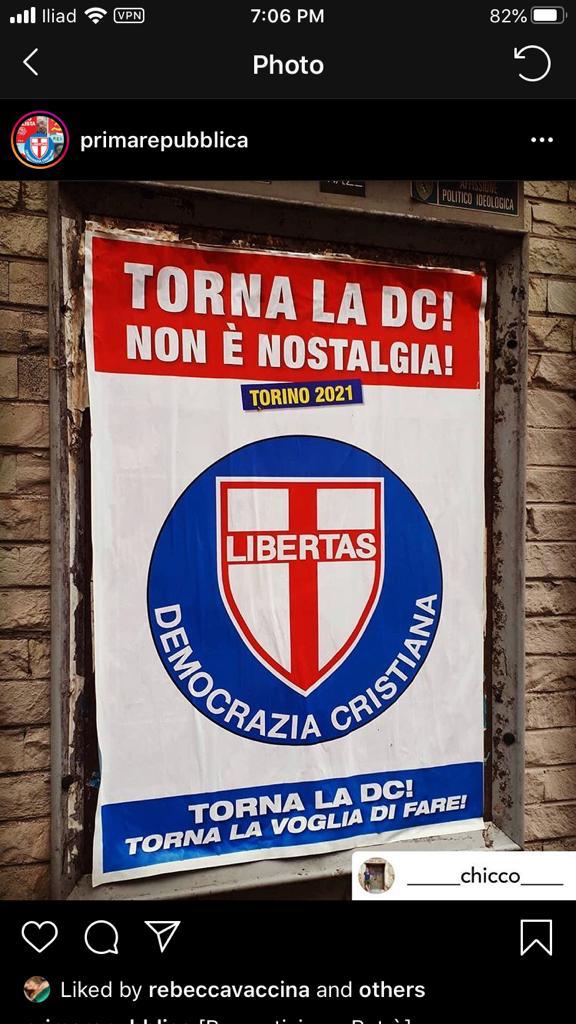 Iliad VPN 7:06 PM 82%
Photo
primarepubblica
AFFISSIONE
POLITICO IDEOLOGICA
TORNA LA DC!
NON È NOSTALGIA!
TORINO 2021
LIBERTAS
DEMOCRAZIA CRISTIANA
TORNA LA DC!
TORNA LA VOGLIA DI FARE!
_____chicco____
Liked by rebeccavaccina and others